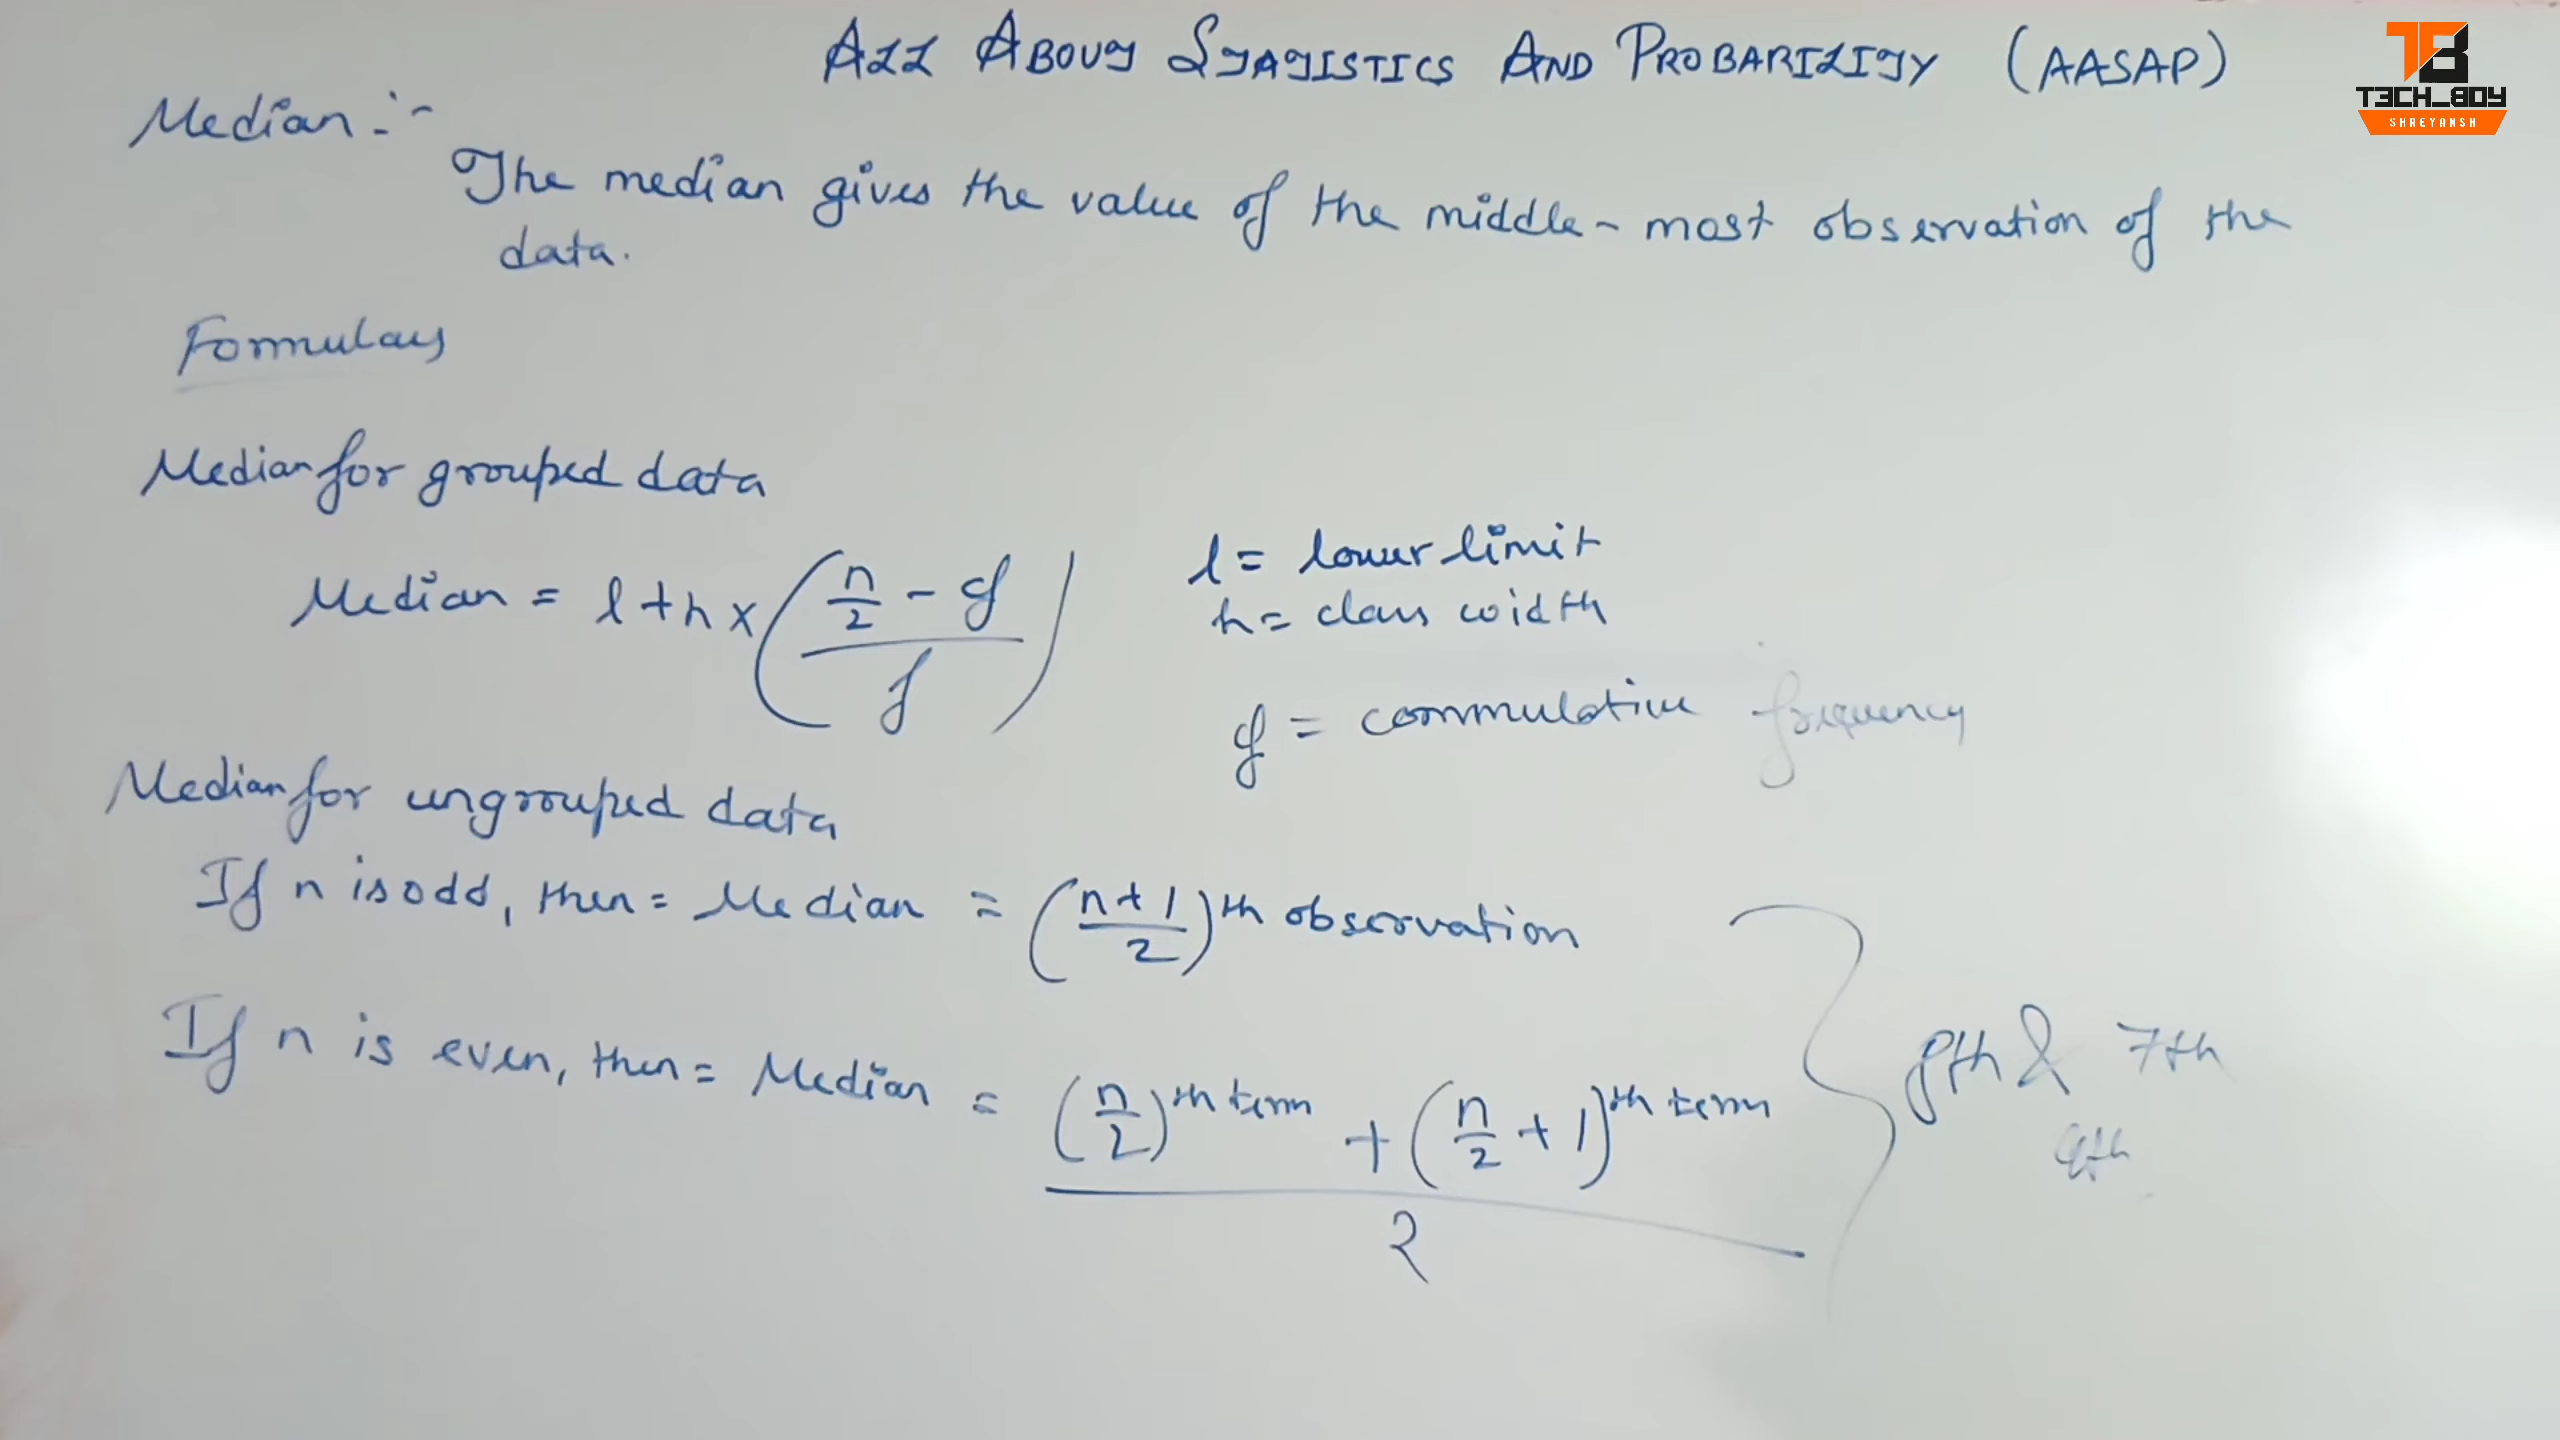 ALL ABOUT STATISTICS AND PROBABILITY (AASAP)
TB
T3CH_BOY
SHREYANSH
Median :-
The median gives the value of the middle-most observation of the
data.
Formulas
Median for grouped data
Median = l + h × ( (n/2 - cf) / f )
l = lower limit
h = class width
cf = commulative frequency
Median for ungrouped data
If n is odd, then = Median = ((n+1)/2)th observation
If n is even, then = Median = ((n/2)th term + (n/2 + 1)th term) / 2
8th & 7th